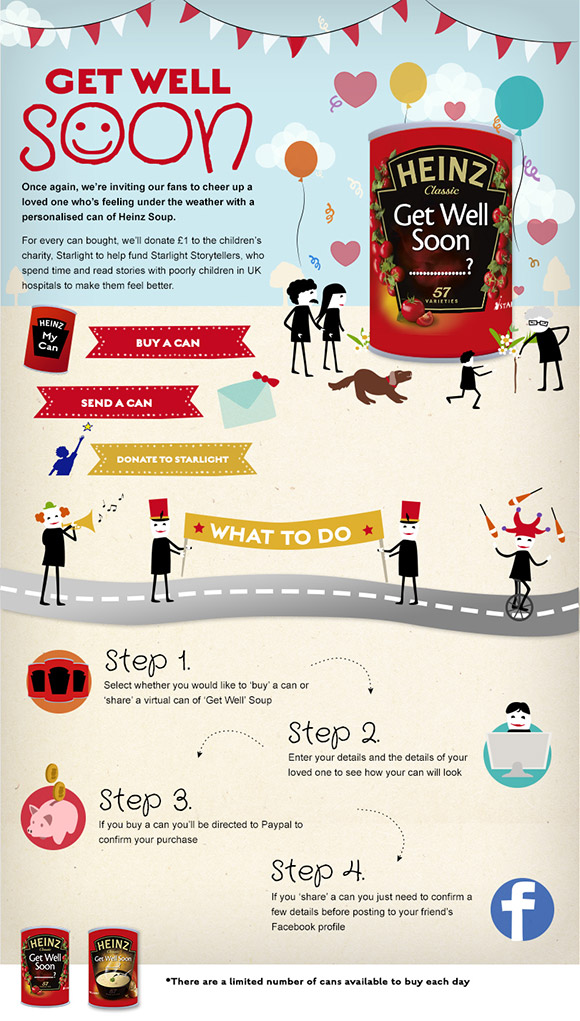 GET WELL
SOON
Once again, we're inviting our fans to cheer up a
loved one who's feeling under the weather with a
personalised can of Heinz Soup.
For every can bought, we'll donate £1 to the children's
charity, Starlight to help fund Starlight Storytellers, who
spend time and read stories with poorly children in UK
hospitals to make them feel better.
HEINZ
Classic
Get Well
Soon
..............?
57
VARIETIES
HEINZ
My
Can
BUY A CAN
SEND A CAN
DONATE TO STARLIGHT
WHAT TO DO
Step 1.
Select whether you would like to 'buy' a can or
'share' a virtual can of 'Get Well' Soup
Step 2.
Enter your details and the details of your
loved one to see how your can will look
Step 3.
If you buy a can you'll be directed to Paypal to
confirm your purchase
Step 4.
If you 'share' a can you just need to confirm a
few details before posting to your friend's
Facebook profile
f
HEINZ
Classic
Get Well
Soon
......?
57
HEINZ
Classic
Get Well Soon
*There are a limited number of cans available to buy each day